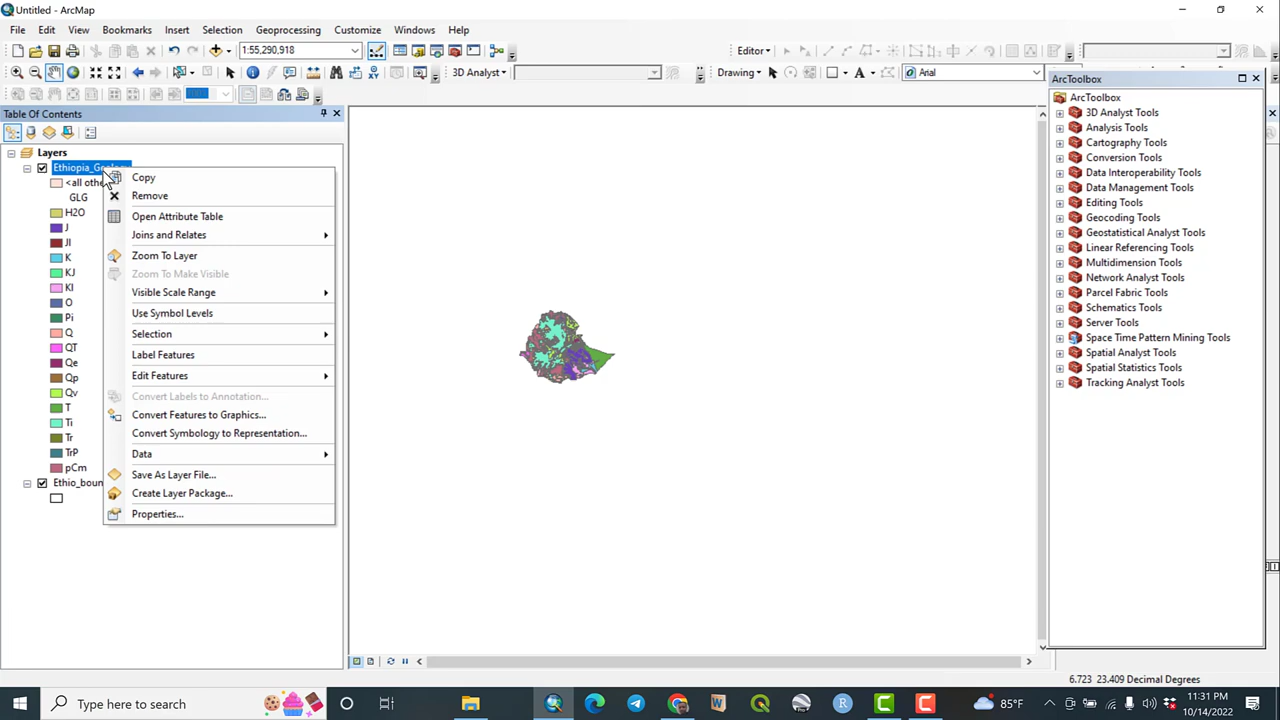 Untitled - ArcMap
File Edit View Bookmarks Insert Selection Geoprocessing Customize Windows Help
1:55,290,918
Editor
3D Analyst
Drawing
Arial
Table Of Contents
ArcToolbox
Layers
ArcToolbox
3D Analyst Tools
Analysis Tools
Cartography Tools
Conversion Tools
Data Interoperability Tools
Data Management Tools
Editing Tools
Geocoding Tools
Geostatistical Analyst Tools
Linear Referencing Tools
Multidimension Tools
Network Analyst Tools
Parcel Fabric Tools
Schematics Tools
Server Tools
Space Time Pattern Mining Tools
Spatial Analyst Tools
Spatial Statistics Tools
Tracking Analyst Tools
<all othe
GLG
H2O
J
Jl
K
KJ
Kl
O
Pi
Q
QT
Qe
Qp
Qv
T
Ti
Tr
TrP
pCm
Ethio_boun
Copy
Remove
Open Attribute Table
Joins and Relates
Zoom To Layer
Zoom To Make Visible
Visible Scale Range
Use Symbol Levels
Selection
Label Features
Edit Features
Convert Labels to Annotation...
Convert Features to Graphics...
Convert Symbology to Representation...
Data
Save As Layer File...
Create Layer Package...
Properties...
6.723 23.409 Decimal Degrees
Type here to search
85°F
11:31 PM
10/14/2022